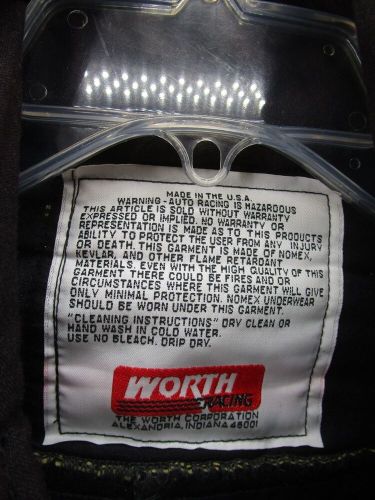 MADE IN THE U.S.A.
WARNING-AUTO RACING IS HAZARDOUS
THIS ARTICLE IS SOLD WITHOUT WARRANTY
EXPRESSED OR IMPLIED. NO WARRANTY OR
REPRESENTATION IS MADE AS TO THIS PRODUCTS
ABILITY TO PROTECT THE USER FROM ANY INJURY
OR DEATH. THIS GARMENT IS MADE OF NOMEX,
KEVLAR, AND OTHER FLAME RETARDANT
MATERIALS. EVEN WITH THE HIGH QUALITY OF THIS
GARMENT THERE COULD BE FIRES AND OR
CIRCUMSTANCES WHERE THIS GARMENT WILL GIVE
ONLY MINIMAL PROTECTION. NOMEX UNDERWEAR
SHOULD BE WORN UNDER THIS GARMENT.
"CLEANING INSTRUCTIONS" DRY CLEAN OR
HAND WASH IN COLD WATER.
USE NO BLEACH. DRIP DRY.
WORTH
RACING
THE WORTH CORPORATION
ALEXANDRIA, INDIANA 46001